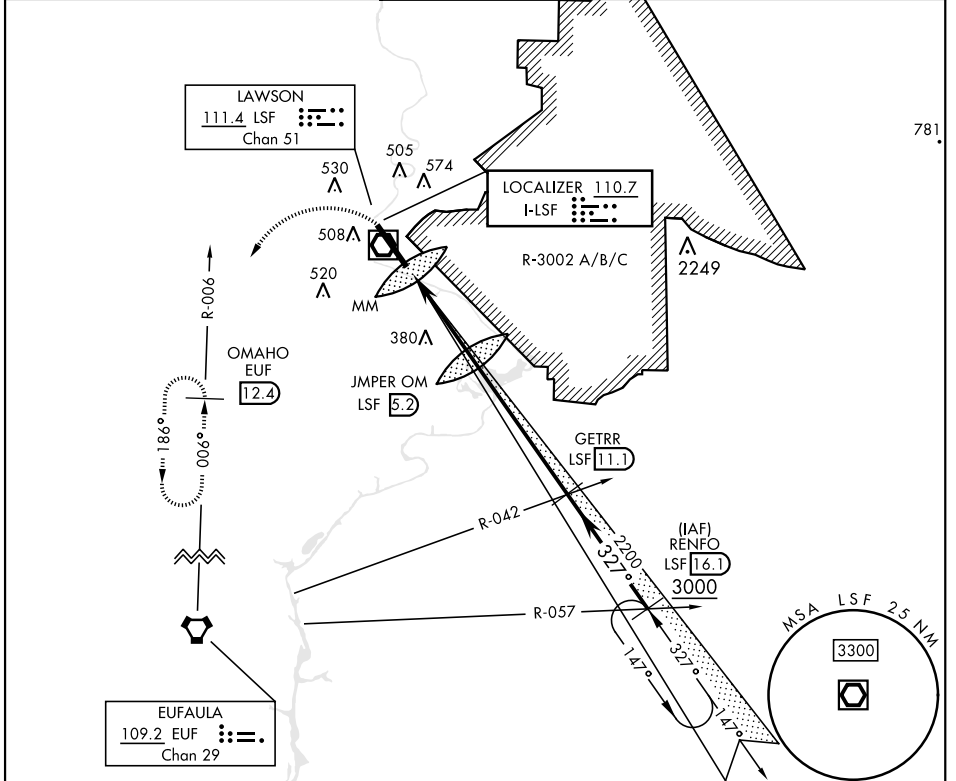 LAWSON
111.4 LSF
Chan 51
781
505
530
574
LOCALIZER 110.7
I-LSF
508
R-3002 A/B/C
2249
520
MM
R-006
380
OMAHO
EUF
12.4
JMPER OM
LSF 5.2
186°
006°
GETRR
LSF 11.1
R-042
2200
327°
(IAF)
RENFO
LSF 16.1
3000
R-057
MSA LSF 25 NM
3300
147°
327°
147°
EUFAULA
109.2 EUF
Chan 29